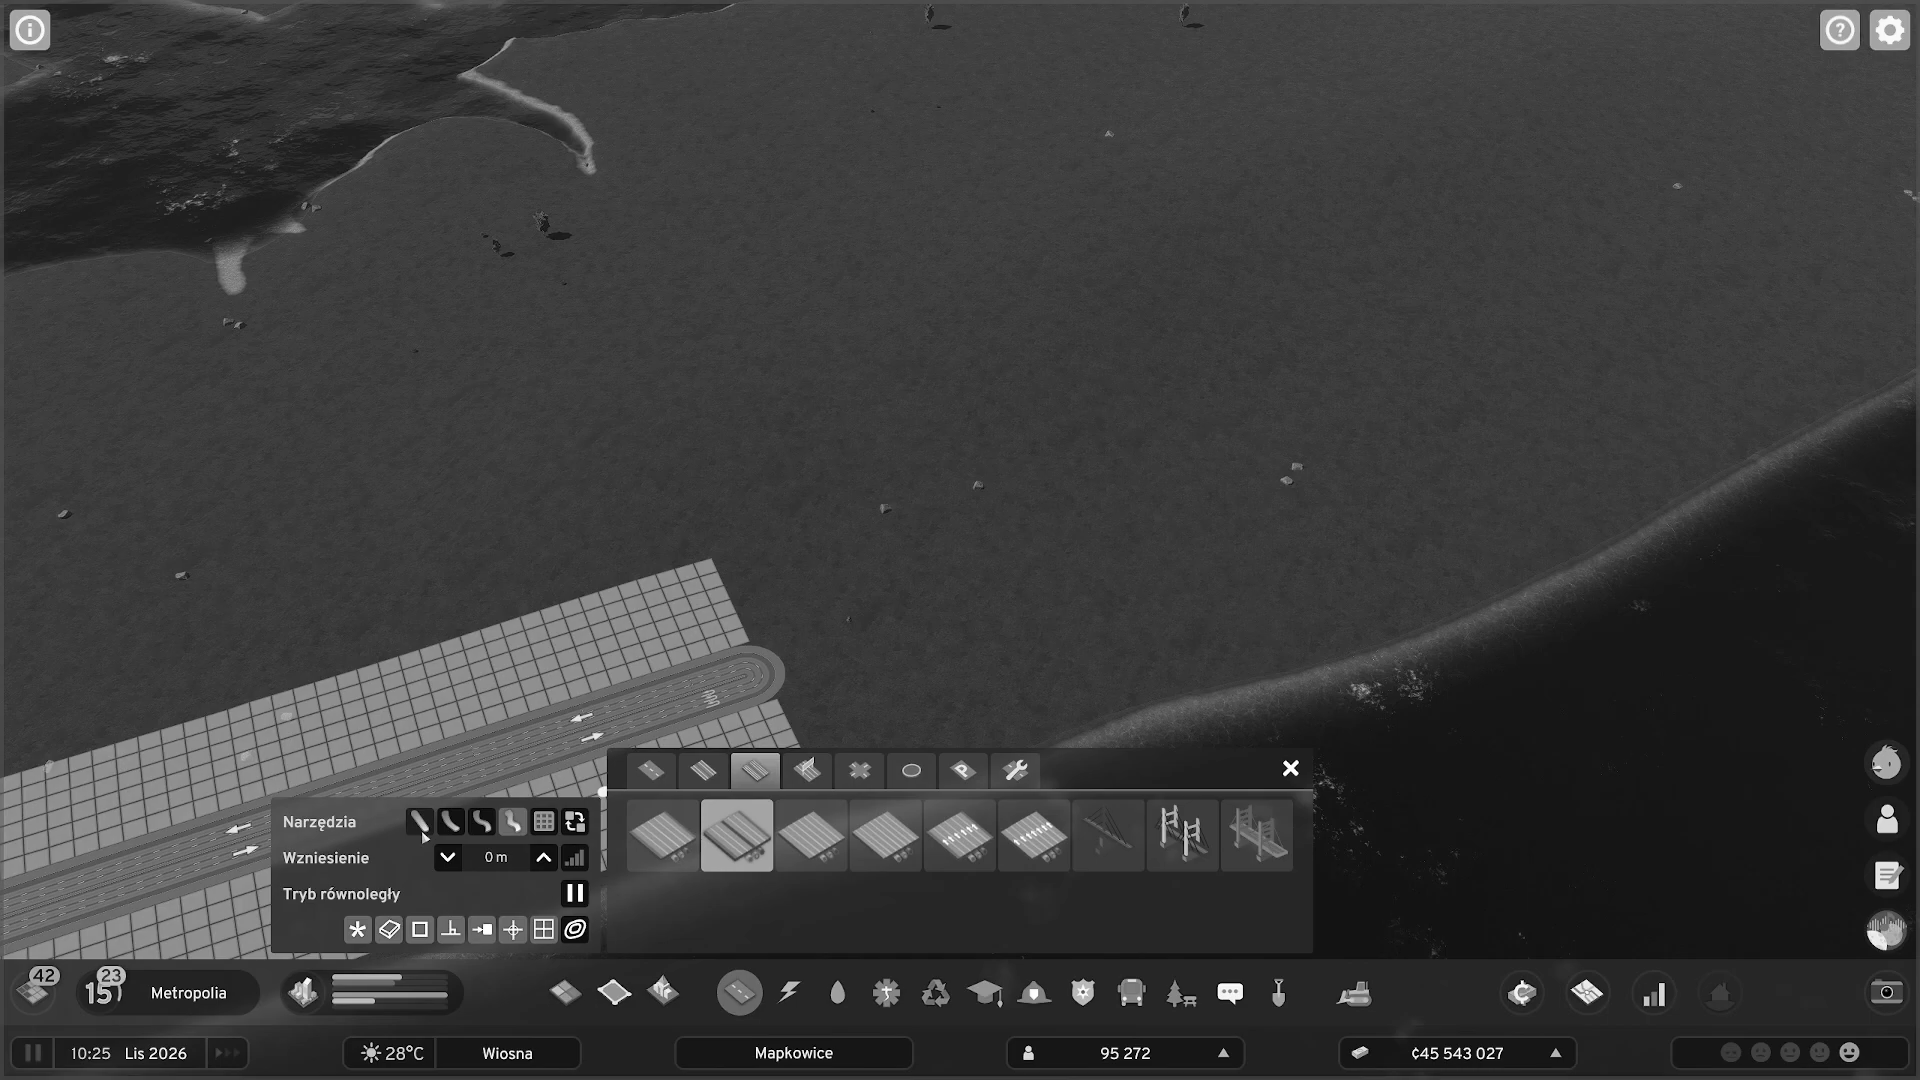 Narzędzia
Wzniesienie
0 m
Tryb równoległy
42
23
15
Metropolia
10:25 Lis 2026
28°C
Wiosna
Mapkowice
95 272
₵45 543 027